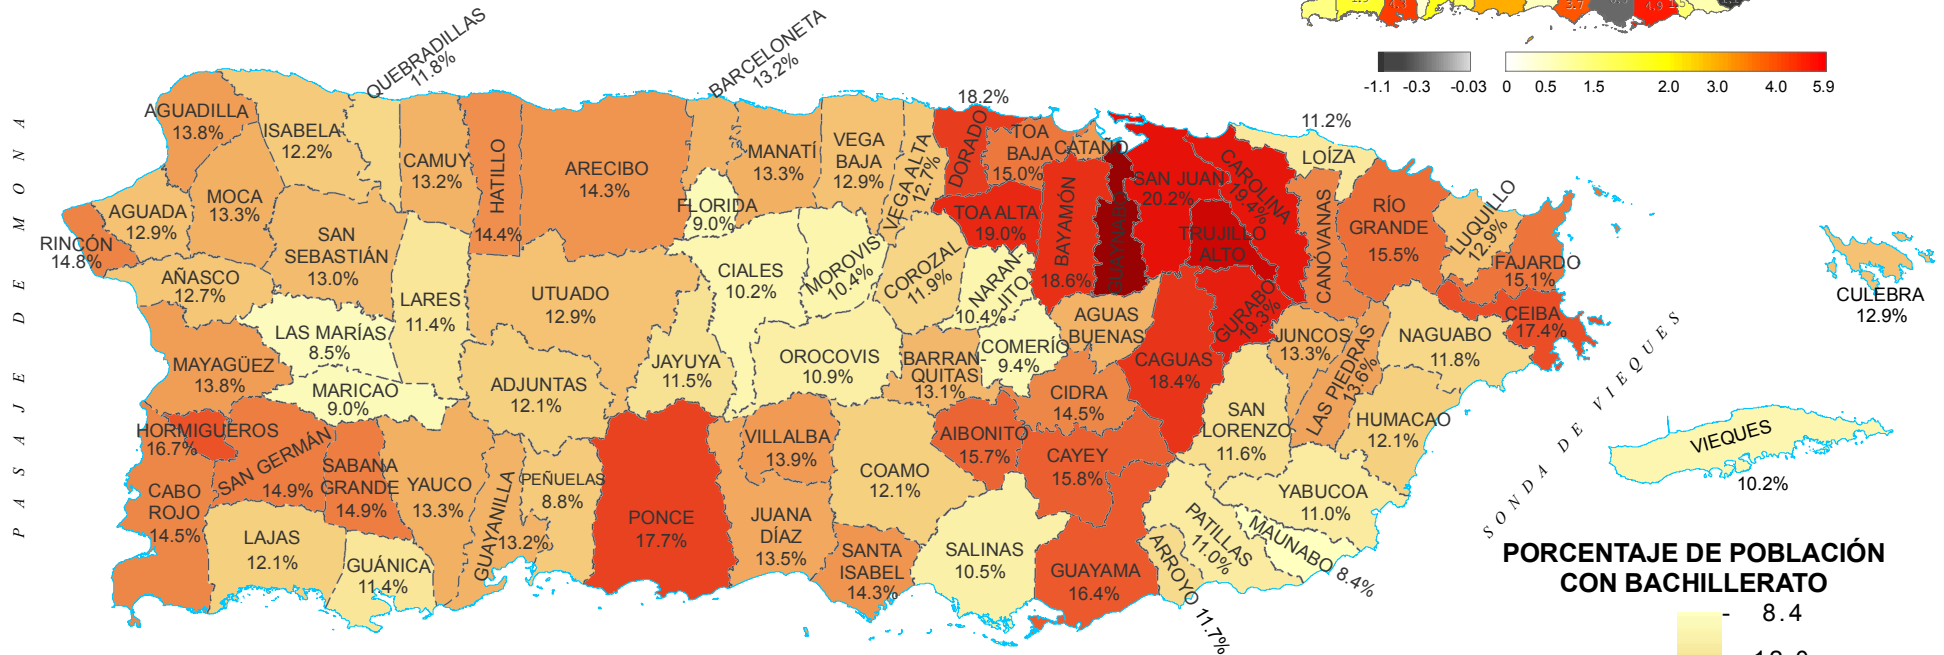 4.3
3.7
4.9
1.5
-1.1 -0.3 -0.03 0 0.5 1.5 2.0 3.0 4.0 5.9
QUEBRADILLAS
11.8%
BARCELONETA
13.2%
AGUADILLA
13.8%
ISABELA
12.2%
CAMUY
13.2%
HATILLO
14.4%
ARECIBO
14.3%
MANATÍ
13.3%
VEGA
BAJA
12.9%
VEGA ALTA
12.7%
18.2%
DORADO
TOA
BAJA
15.0%
CATAÑO
SAN JUAN
20.2%
CAROLINA
19.4%
11.2%
LOÍZA
MOCA
13.3%
AGUADA
12.9%
RINCÓN
14.8%
AÑASCO
12.7%
SAN
SEBASTIÁN
13.0%
LARES
11.4%
UTUADO
12.9%
FLORIDA
9.0%
CIALES
10.2%
MOROVIS
10.4%
COROZAL
11.9%
TOA ALTA
19.0%
NARAN-
JITO
10.4%
BAYAMÓN
18.6%
GUAYNABO
TRUJILLO
ALTO
CANÓVANAS
RÍO
GRANDE
15.5%
LUQUILLO
12.9%
FAJARDO
15.1%
CEIBA
17.4%
CULEBRA
12.9%
LAS MARÍAS
8.5%
MAYAGÜEZ
13.8%
MARICAO
9.0%
ADJUNTAS
12.1%
JAYUYA
11.5%
OROCOVIS
10.9%
BARRAN-
QUITAS
13.1%
COMERÍO
9.4%
AGUAS
BUENAS
CAGUAS
18.4%
GURABO
19.3%
JUNCOS
13.3%
LAS PIEDRAS
13.6%
NAGUABO
11.8%
HUMACAO
12.1%
CIDRA
14.5%
SAN
LORENZO
11.6%
HORMIGUEROS
16.7%
SAN GERMÁN
14.9%
SABANA
GRANDE
14.9%
YAUCO
13.3%
GUAYANILLA
13.2%
PEÑUELAS
8.8%
PONCE
17.7%
VILLALBA
13.9%
JUANA
DÍAZ
13.5%
COAMO
12.1%
AIBONITO
15.7%
CAYEY
15.8%
YABUCOA
11.0%
VIEQUES
10.2%
CABO
ROJO
14.5%
LAJAS
12.1%
GUÁNICA
11.4%
SANTA
ISABEL
14.3%
SALINAS
10.5%
GUAYAMA
16.4%
ARROYO 11.7%
PATILLAS
11.0%
MAUNABO 8.4%
PASAJE DE MONA
SONDA DE VIEQUES
PORCENTAJE DE POBLACIÓN
CON BACHILLERATO
8.4